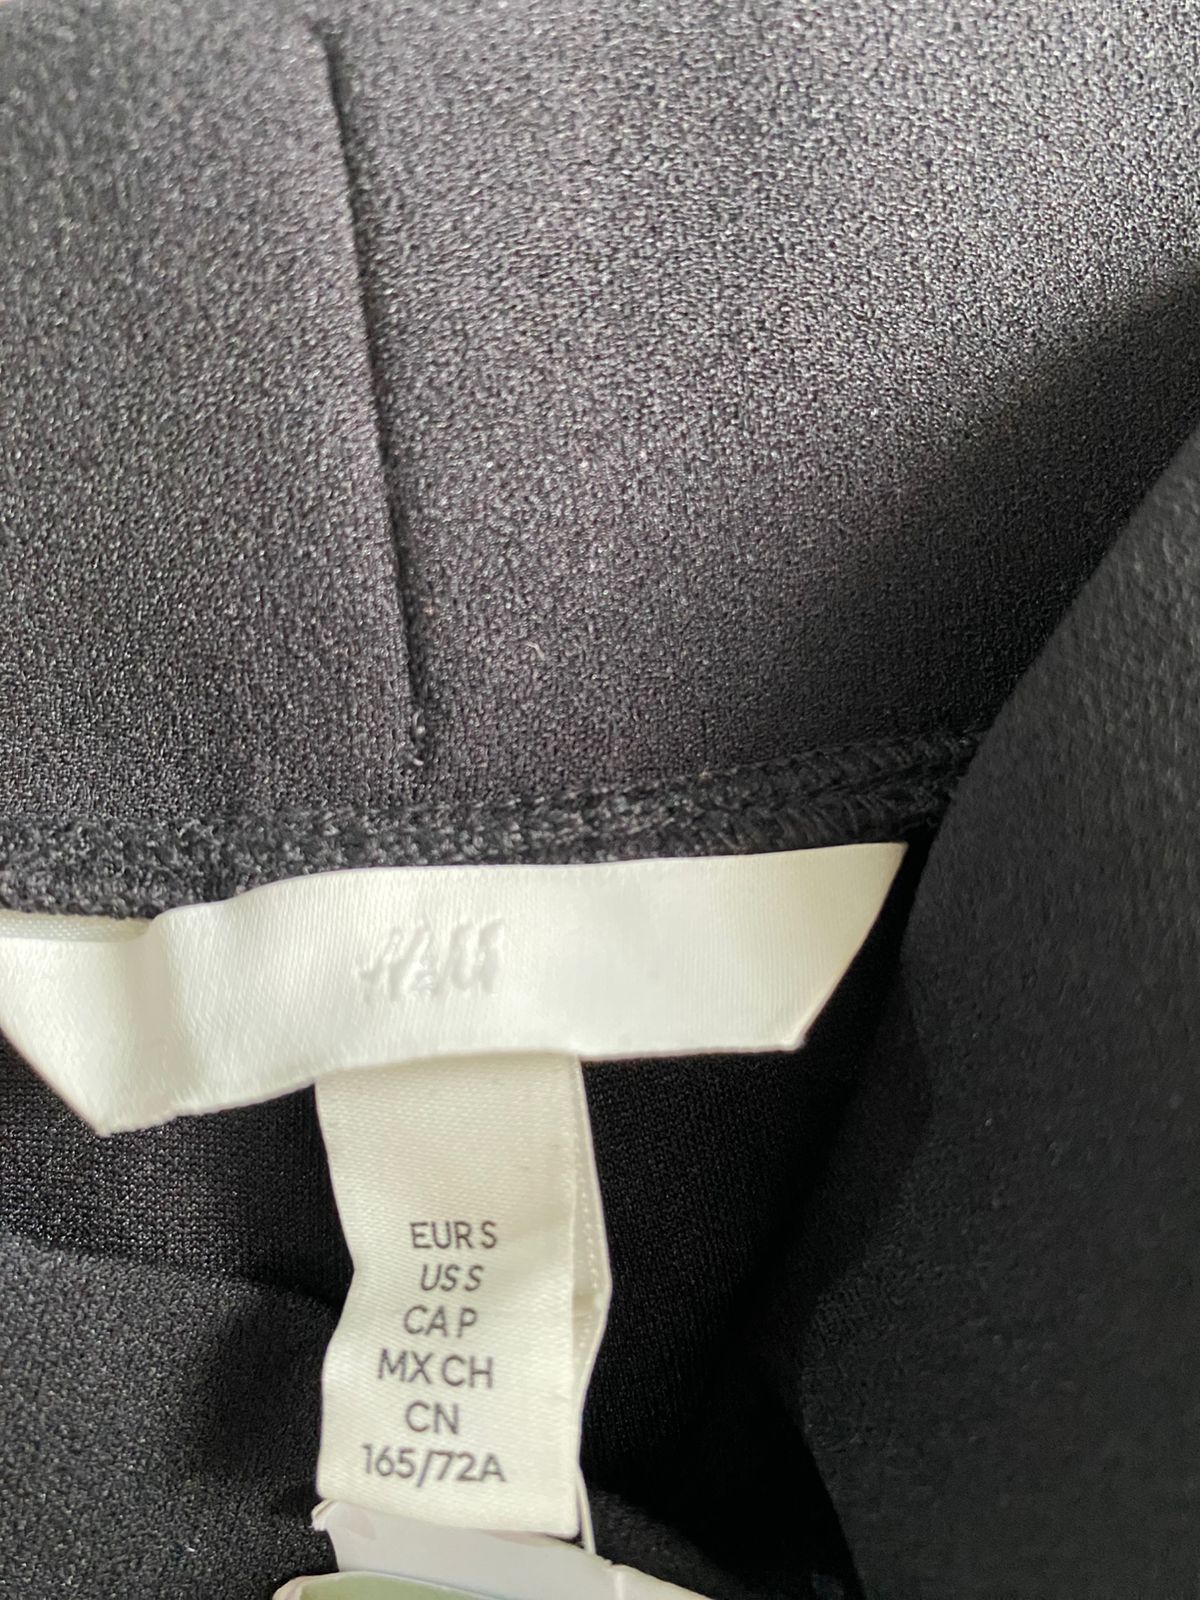 H&M
EUR S
US S
CA P
MX CH
CN
165/72A